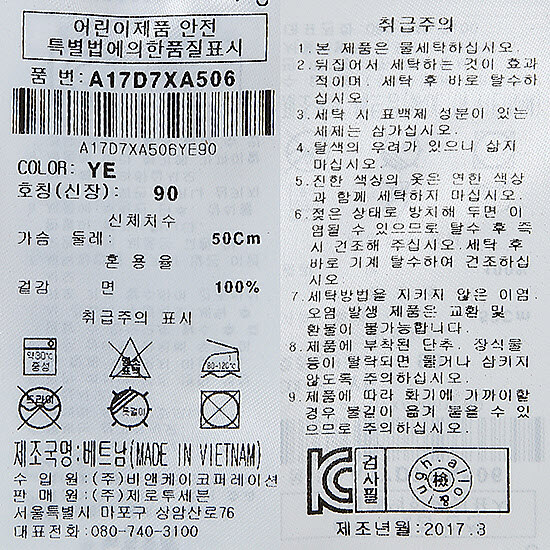 어린이제품 안전
특별법에의한품질표시
품 번: A17D7XA506
A17D7XA506YE90
COLOR: YE
호칭(신장): 90
신체치수
가슴 둘레: 50Cm
혼용율
겉감 면 100%
취급주의 표시
약30℃
중성
염소
표백
80-120℃
드라이
옷걸이
제조국명:베트남(MADE IN VIETNAM)
수 입 원:(주)비앤케이코퍼레이션
판 매 원:(주)제로투세븐
서울특별시 마포구 상암산로76
대표전화:080-740-3100
취급주의
1.본 제품은 물세탁하십시오.
2.뒤집어서 세탁하는 것이 효과
적이며, 세탁 후 바로 탈수하
십시오.
3.세탁 시 표백제 성분이 있는
세제는 삼가십시오.
4.탈색의 우려가 있으니 삶지
마십시오.
5.진한 색상의 옷은 연한 색상
과 함께 세탁하지 마십시오.
6.젖은 상태로 방치해 두면 이
염될 수 있으므로 탈수 후 즉
시 건조해 주십시오.세탁 후
바로 기계 탈수하여 건조하십
시오.
7.세탁방법을 지키지 않은 이염,
오염 발생 제품은 교환 및
환불이 불가능합니다.
8.제품에 부착된 단추, 장식물
등이 탈락되면 물거나 삼키지
않도록 주의하십시오.
9.제품에 따라 화기에 가까이할
경우 불길이 옮겨 붙을 수 있
으므로 주의하십시오.
검사필
allo&lugh.
檢
제조년월:2017.3